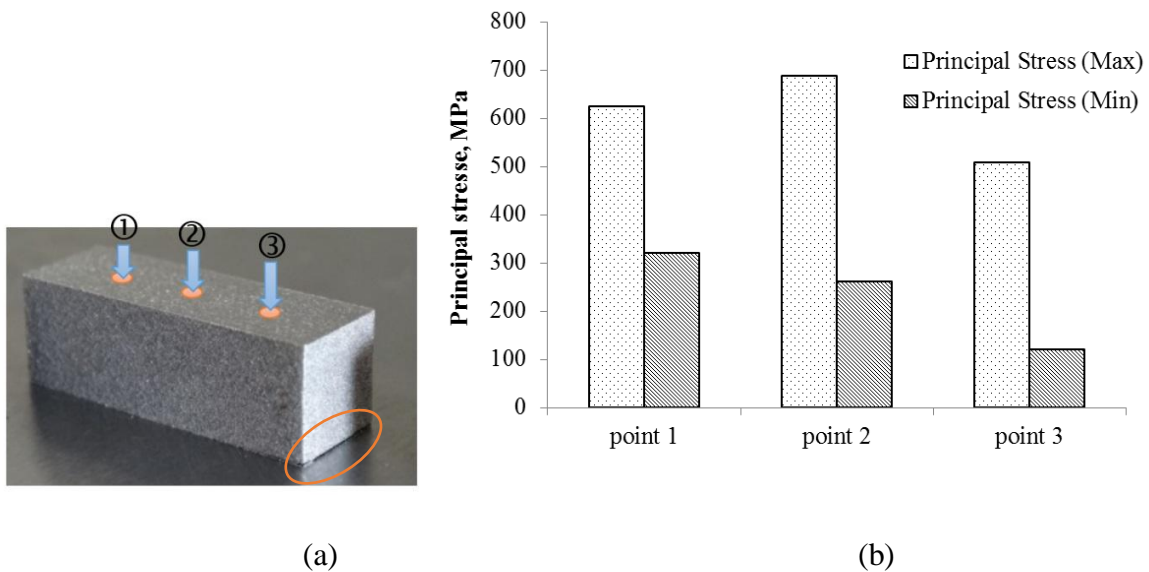 ① ② ③
(a)
Principal stresse, MPa
800
700
600
500
400
300
200
100
0
Principal Stress (Max)
Principal Stress (Min)
point 1 point 2 point 3
(b)